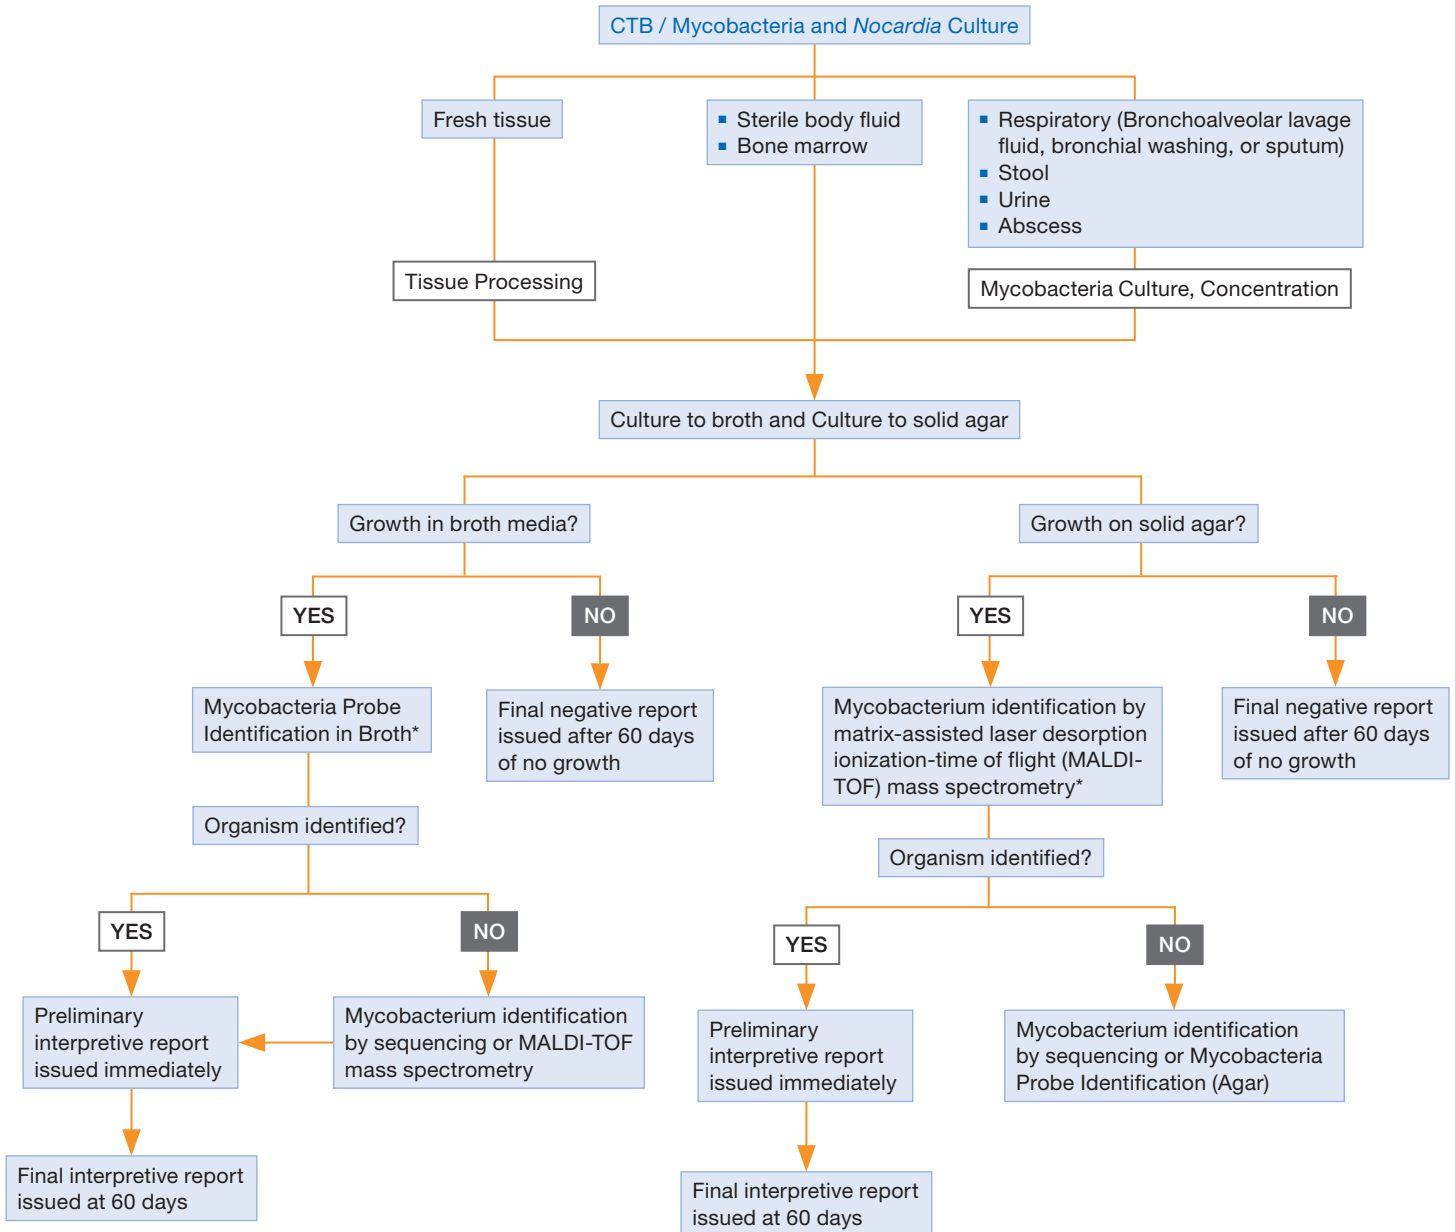 CTB / Mycobacteria and Nocardia Culture
Fresh tissue
Sterile body fluid
Bone marrow
Respiratory (Bronchoalveolar lavage
fluid, bronchial washing, or sputum)
Stool
Urine
Abscess
Tissue Processing
Mycobacteria Culture, Concentration
Culture to broth and Culture to solid agar
Growth in broth media?
Growth on solid agar?
YES
NO
YES
NO
Mycobacteria Probe
Identification in Broth*
Final negative report
issued after 60 days
of no growth
Mycobacterium identification by
matrix-assisted laser desorption
ionization-time of flight (MALDI-
TOF) mass spectrometry*
Final negative report
issued after 60 days
of no growth
Organism identified?
Organism identified?
YES
NO
YES
NO
Preliminary
interpretive report
issued immediately
Mycobacterium identification
by sequencing or MALDI-TOF
mass spectrometry
Preliminary
interpretive report
issued immediately
Mycobacterium identification
by sequencing or Mycobacteria
Probe Identification (Agar)
Final interpretive report
issued at 60 days
Final interpretive report
issued at 60 days